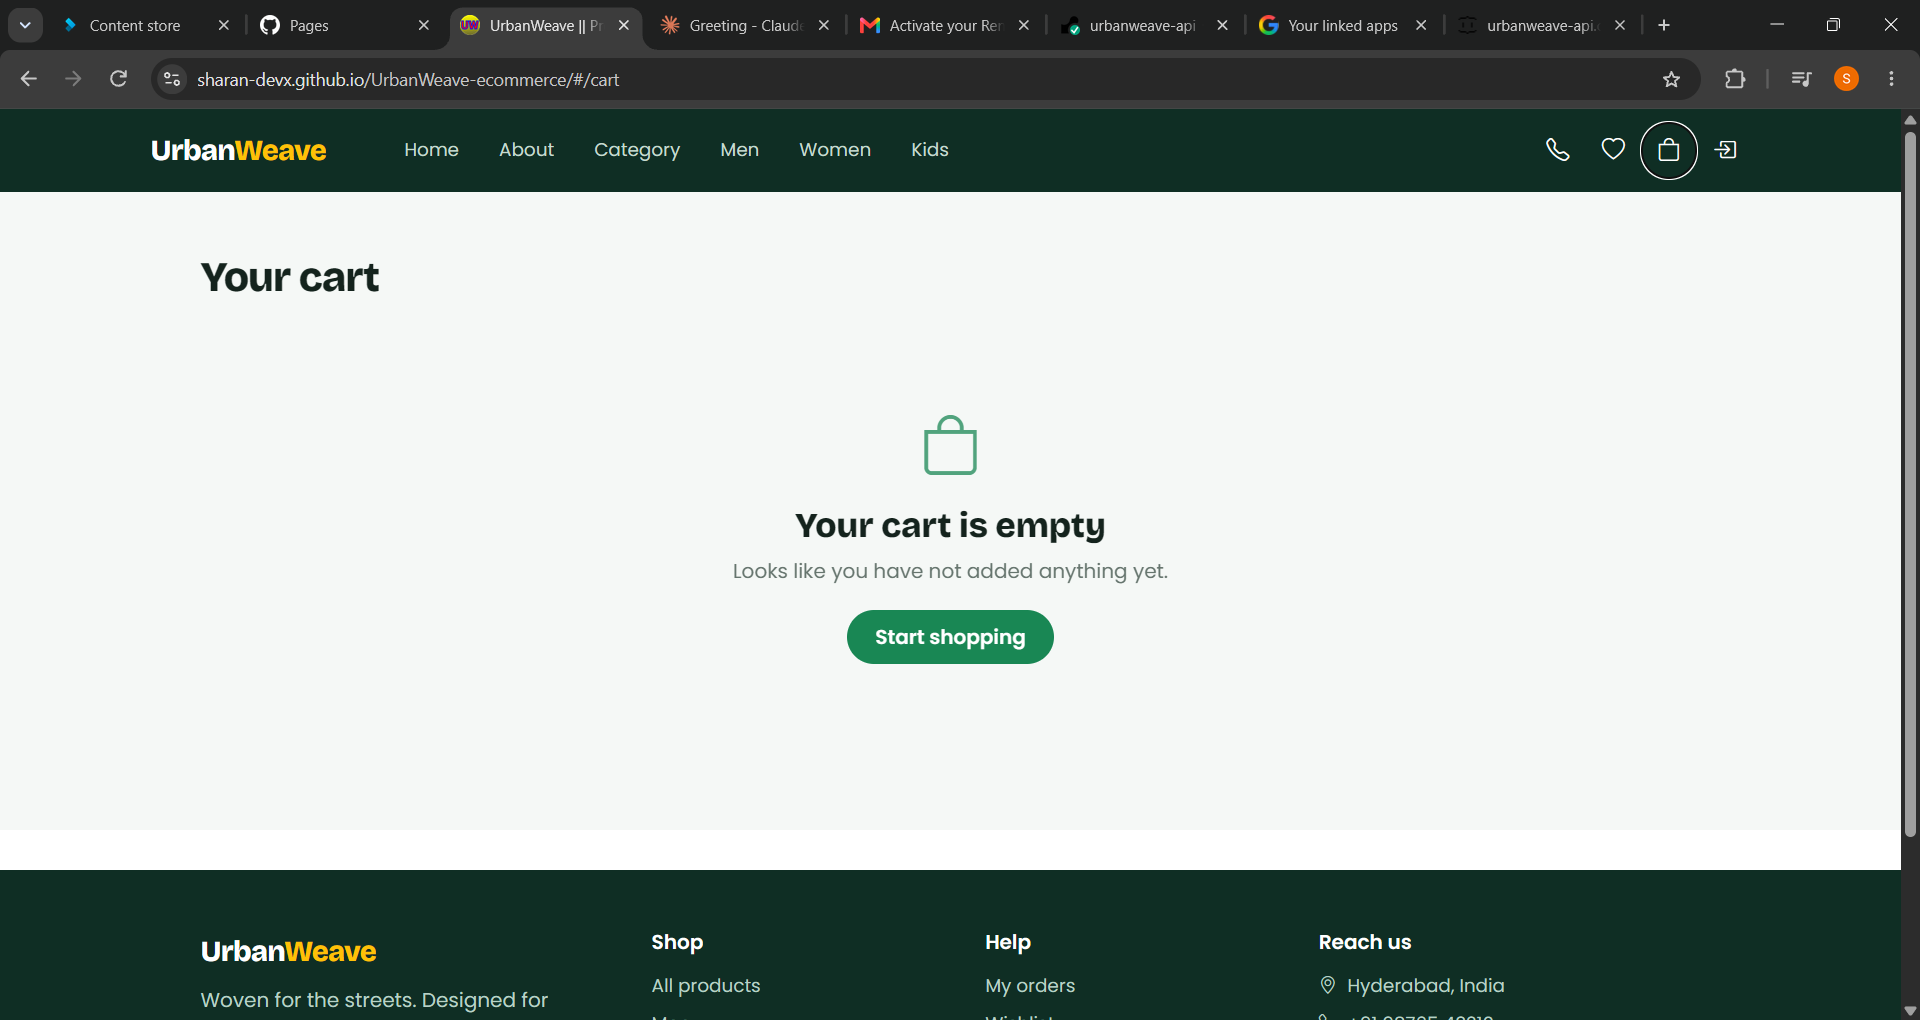 Content store
Pages
UrbanWeave || Pr
Greeting - Claude
Activate your Ren
urbanweave-api
Your linked apps
urbanweave-api.
sharan-devx.github.io/UrbanWeave-ecommerce/#/cart
S
UrbanWeave
Home
About
Category
Men
Women
Kids
Your cart
Your cart is empty
Looks like you have not added anything yet.
Start shopping
UrbanWeave
Woven for the streets. Designed for
Shop
All products
Help
My orders
Reach us
Hyderabad, India